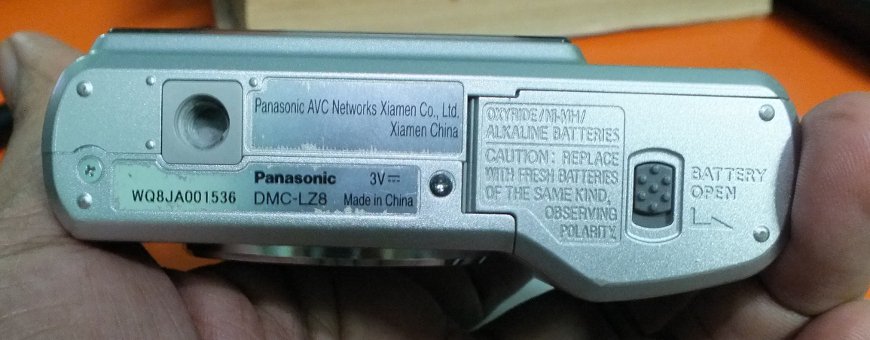 Panasonic AVC Networks Xiamen Co., Ltd.
Xiamen China
WQ8JA001536
Panasonic 3V⎓
DMC-LZ8 Made in China
OXYRIDE/NI-MH/
ALKALINE BATTERIES
CAUTION: REPLACE
WITH FRESH BATTERIES
OF THE SAME KIND,
OBSERVING
POLARITY.
BATTERY
OPEN